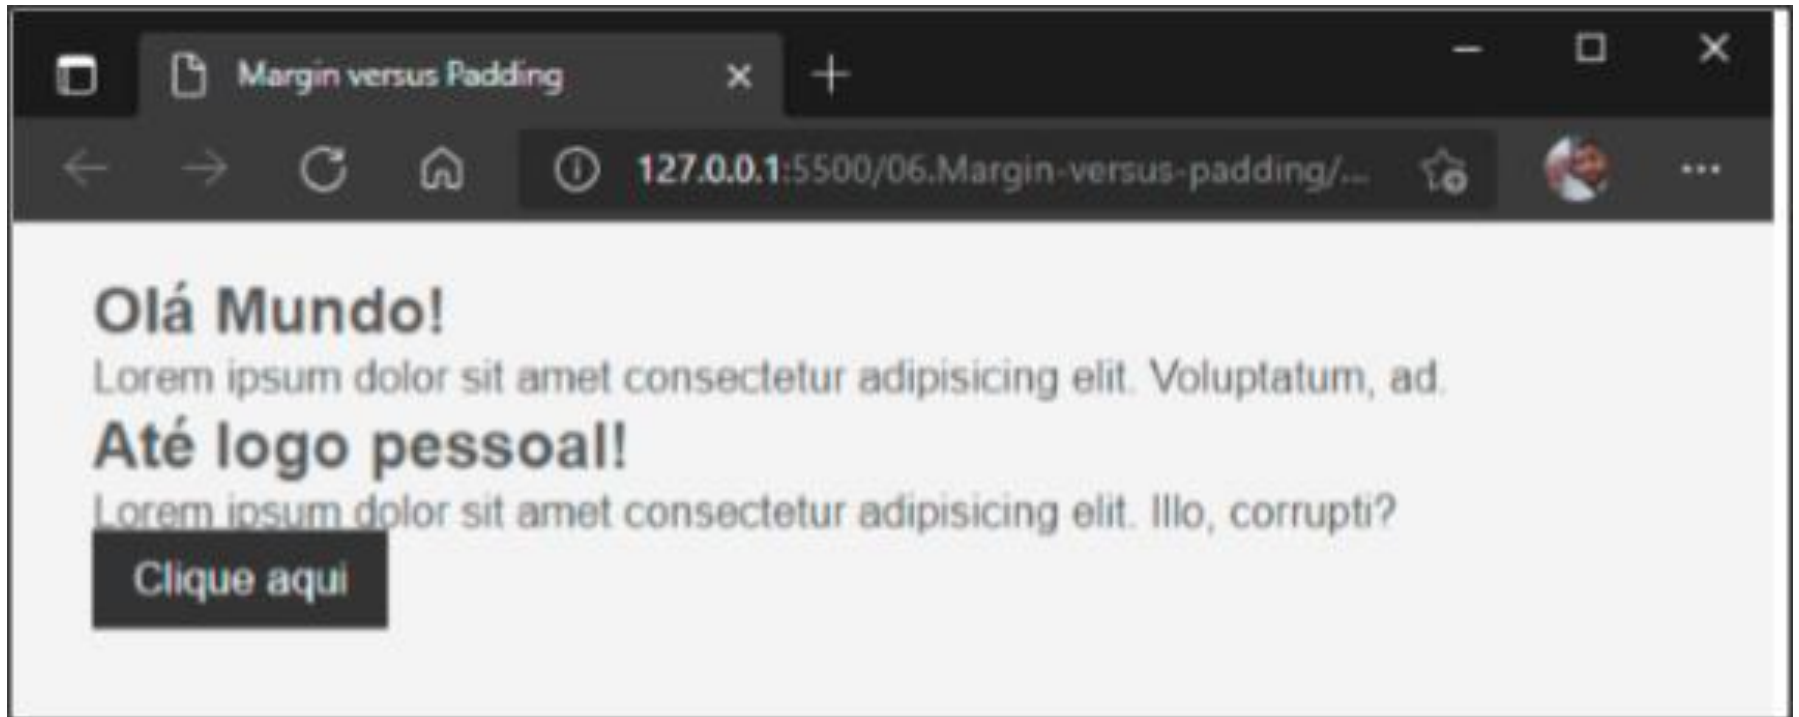 Margin versus Padding
127.0.0.1:5500/06.Margin-versus-padding/...
Olá Mundo!
Lorem ipsum dolor sit amet consectetur adipisicing elit. Voluptatum, ad.
Até logo pessoal!
Lorem ipsum dolor sit amet consectetur adipisicing elit. Illo, corrupti?
Clique aqui